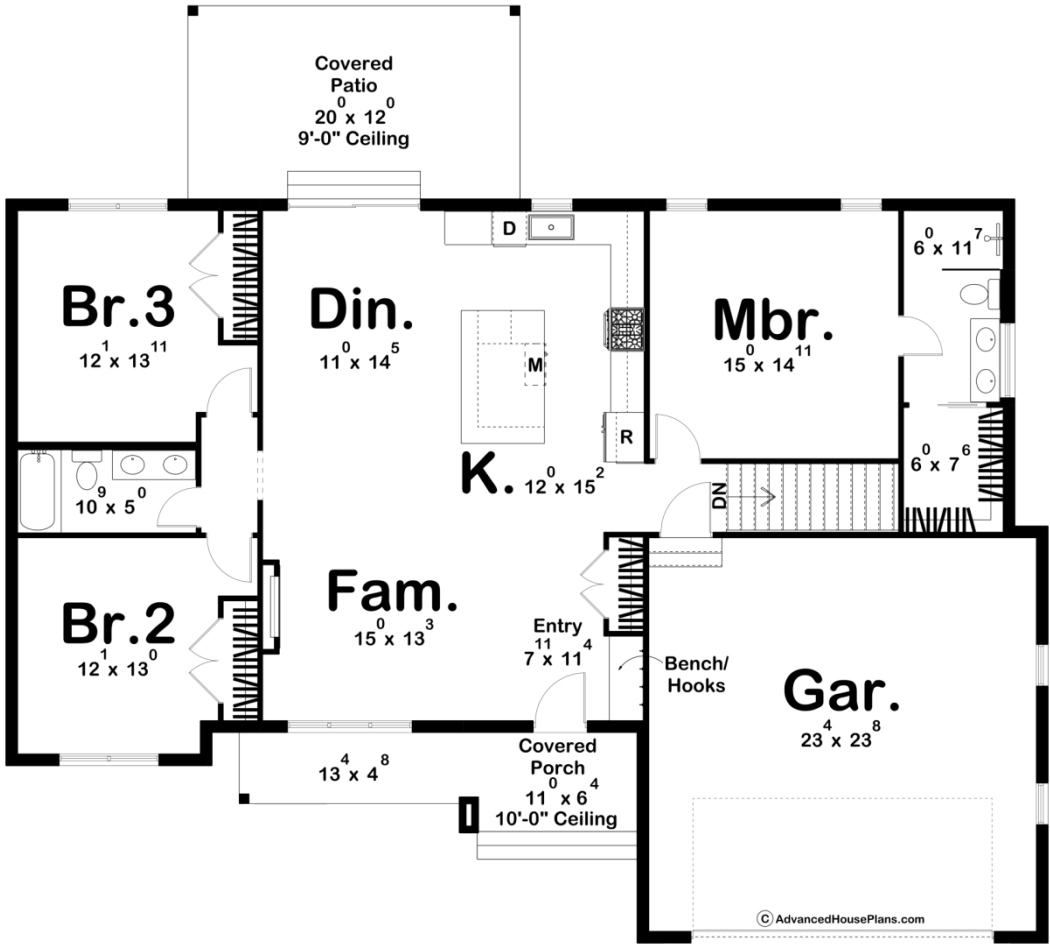 Covered
Patio
20⁰ x 12⁰
9'-0" Ceiling
D
6⁰ x 11⁷
Br.3
12¹ x 13¹¹
Din.
11⁰ x 14⁵
M
Mbr.
15⁰ x 14¹¹
R
10⁹ x 5⁰
K. 12⁰ x 15²
DN
6⁰ x 7⁶
Br.2
12¹ x 13⁰
Fam.
15⁰ x 13³
Entry
7¹¹ x 11⁴
Bench/
Hooks
Gar.
23⁴ x 23⁸
13⁴ x 4⁸
Covered
Porch
11⁰ x 6⁴
10'-0" Ceiling
© AdvancedHousePlans.com